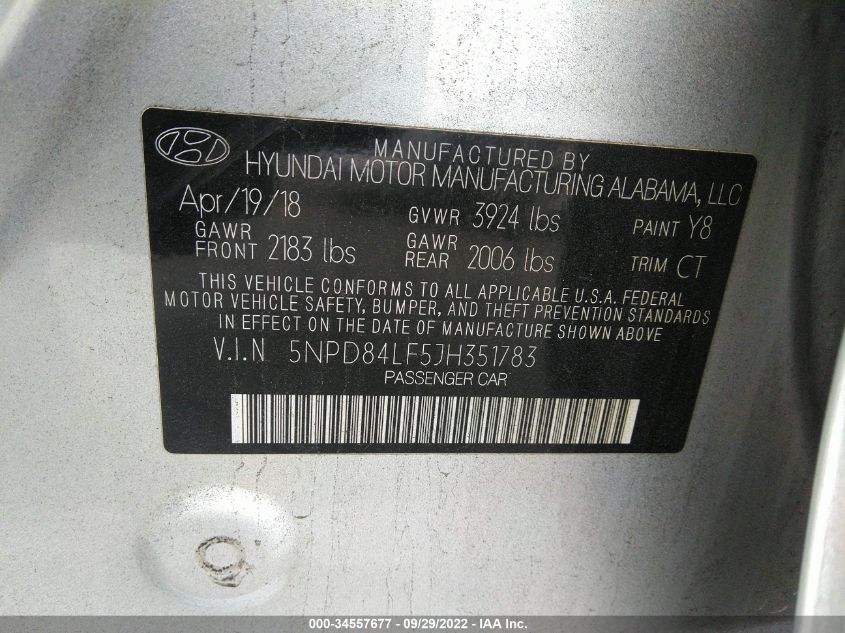 MANUFACTURED BY
HYUNDAI MOTOR MANUFACTURING ALABAMA, LLC
Apr/19/18 GVWR 3924 lbs PAINT Y8
GAWR FRONT 2183 lbs GAWR REAR 2006 lbs TRIM CT
THIS VEHICLE CONFORMS TO ALL APPLICABLE U.S.A. FEDERAL
MOTOR VEHICLE SAFETY, BUMPER, AND THEFT PREVENTION STANDARDS
IN EFFECT ON THE DATE OF MANUFACTURE SHOWN ABOVE
V.I.N 5NPD84LF5JH351783
PASSENGER CAR
000-34557677 - 09/29/2022 - IAA Inc.